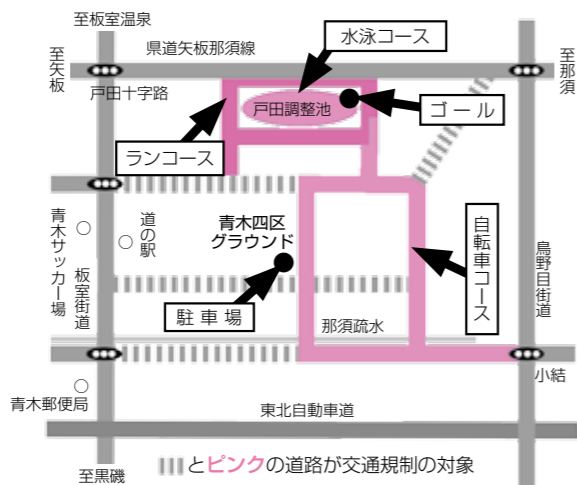 至板室温泉
県道矢板那須線
水泳コース
至矢板
至那須
戸田十字路
戸田調整池
ゴール
ランコース
青木四区
グラウンド
道の駅
青木サッカー場
板室街道
自転車コース
鳥野目街道
駐車場
那須疏水
小結
青木郵便局
東北自動車道
至黒磯
とピンクの道路が交通規制の対象